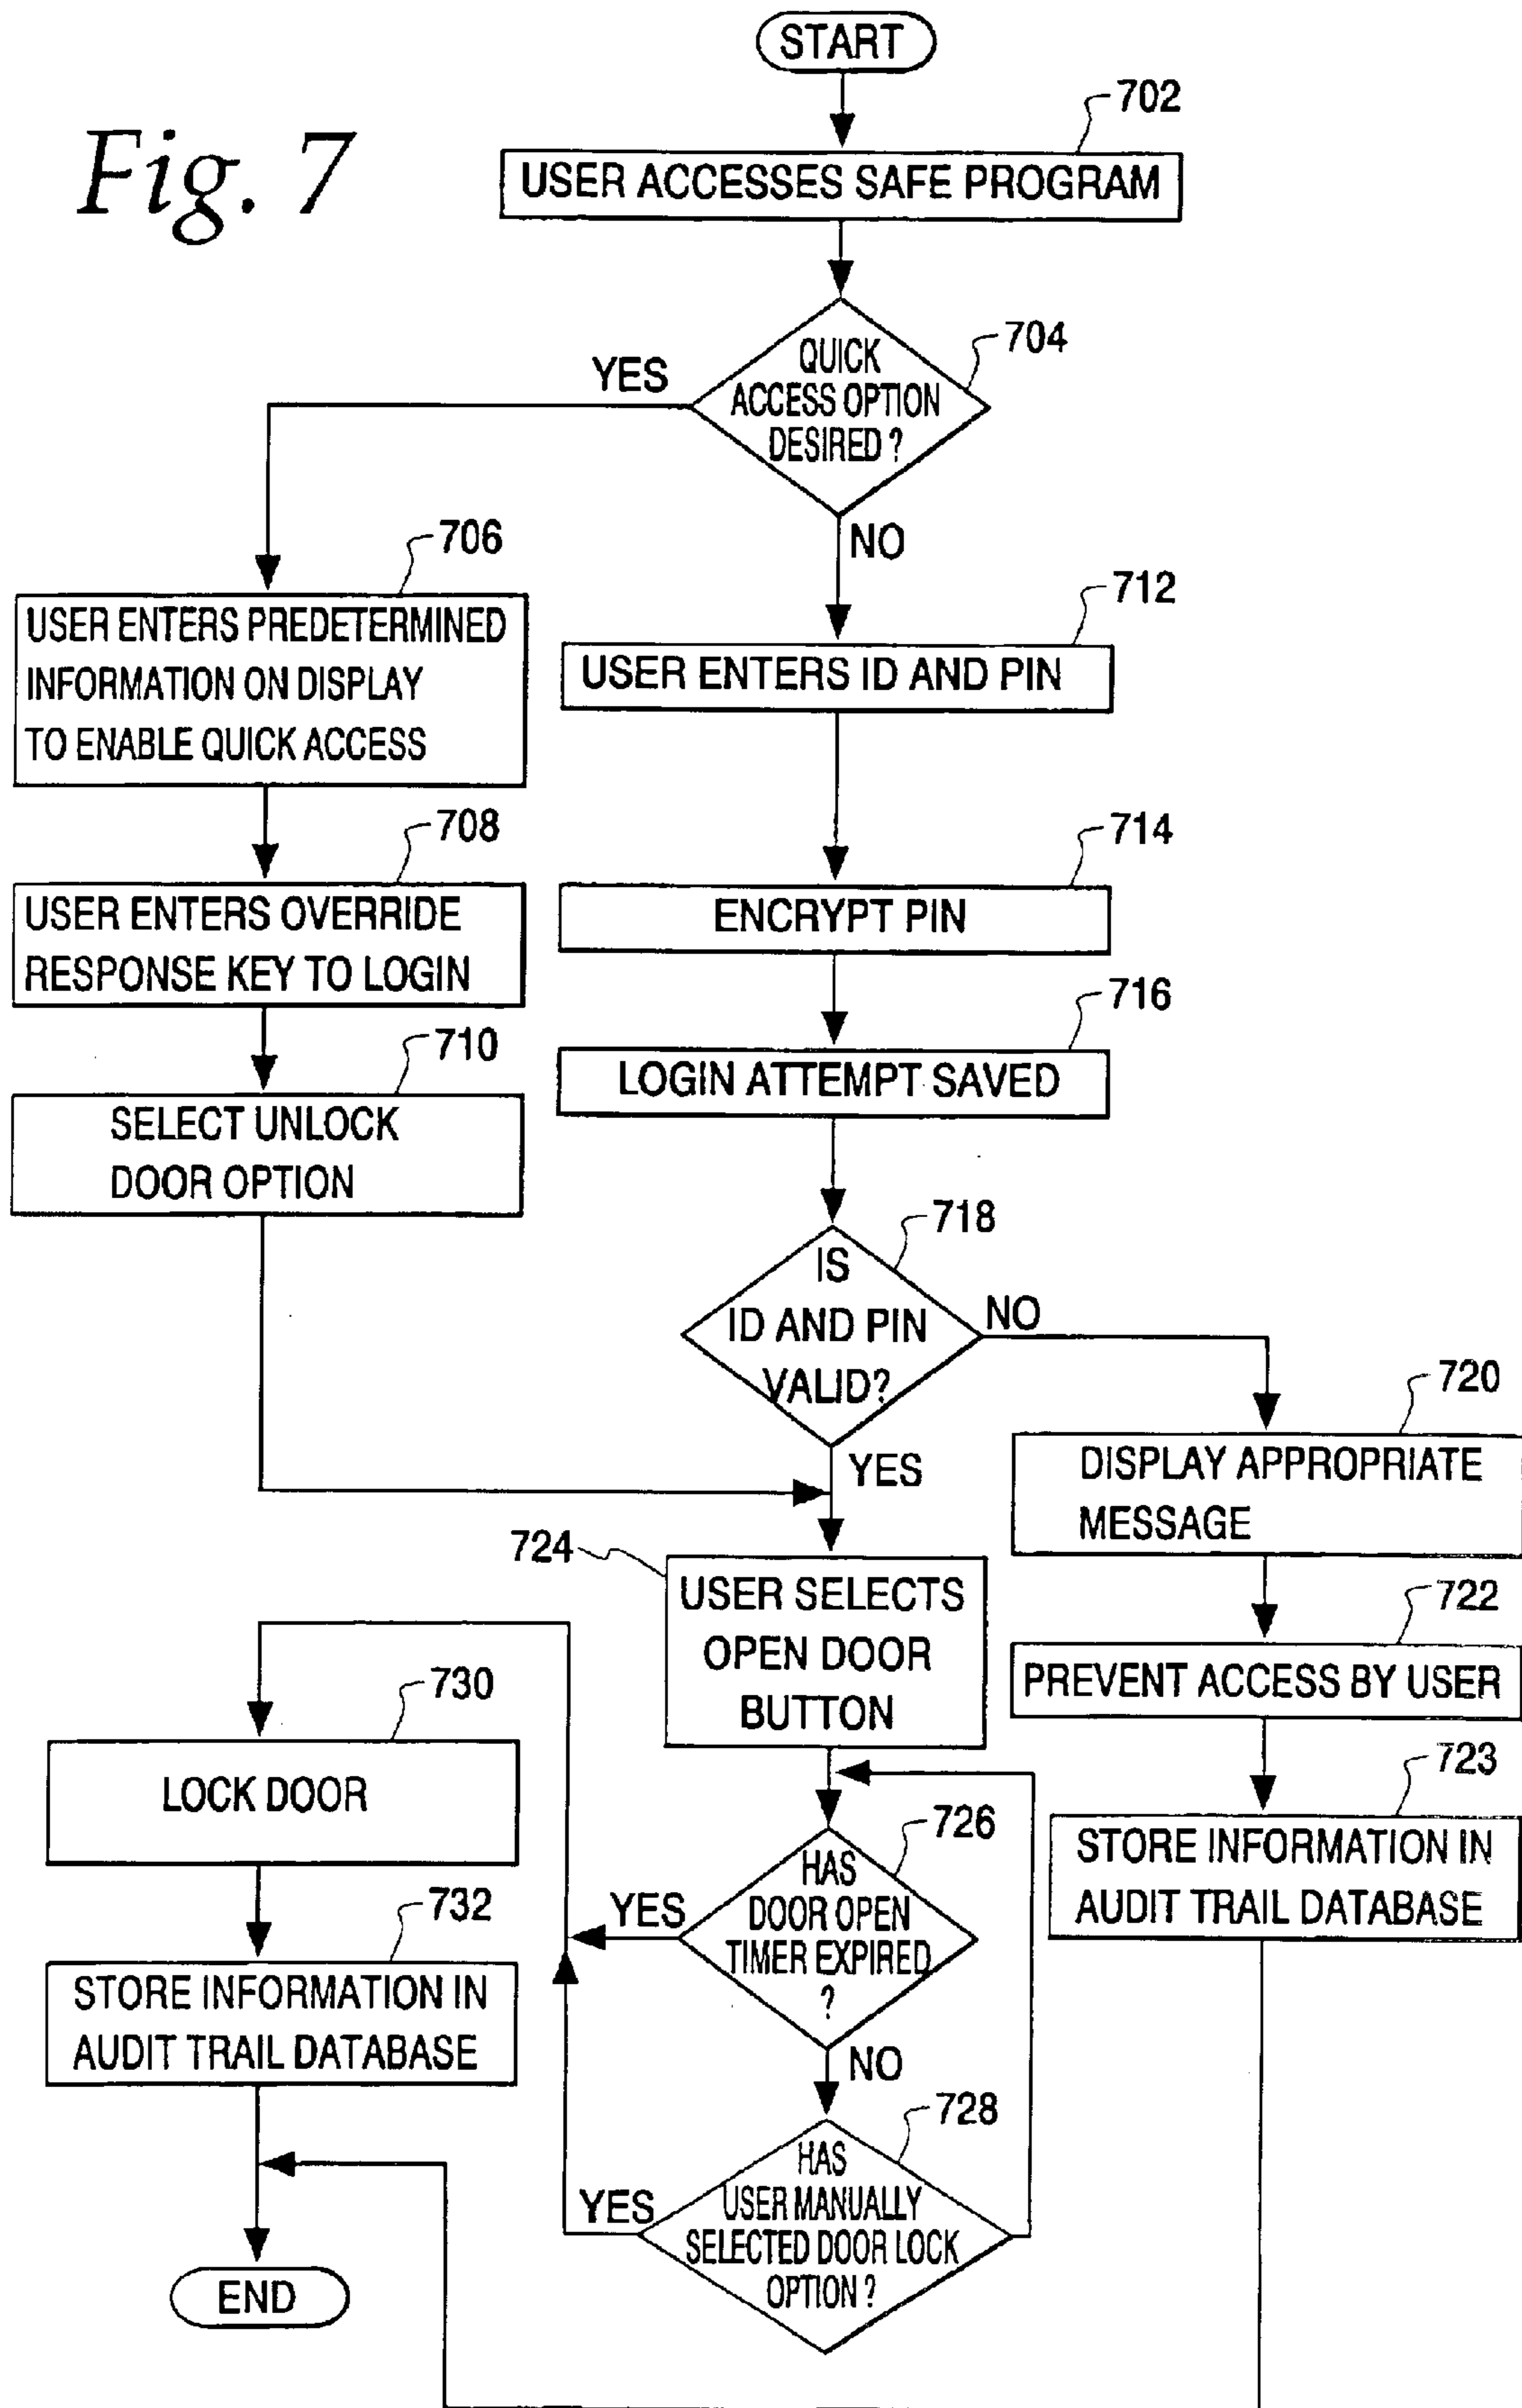 START
Fig. 7
702
USER ACCESSES SAFE PROGRAM
704
QUICK
ACCESS OPTION
DESIRED ?
YES
NO
706
USER ENTERS PREDETERMINED
INFORMATION ON DISPLAY
TO ENABLE QUICK ACCESS
712
USER ENTERS ID AND PIN
708
USER ENTERS OVERRIDE
RESPONSE KEY TO LOGIN
714
ENCRYPT PIN
710
SELECT UNLOCK
DOOR OPTION
716
LOGIN ATTEMPT SAVED
718
IS
ID AND PIN
VALID?
NO
YES
720
DISPLAY APPROPRIATE
MESSAGE
724
USER SELECTS
OPEN DOOR
BUTTON
722
PREVENT ACCESS BY USER
730
LOCK DOOR
723
STORE INFORMATION IN
AUDIT TRAIL DATABASE
726
HAS
DOOR OPEN
TIMER EXPIRED
?
YES
NO
732
STORE INFORMATION IN
AUDIT TRAIL DATABASE
728
HAS
USER MANUALLY
SELECTED DOOR LOCK
OPTION ?
YES
END